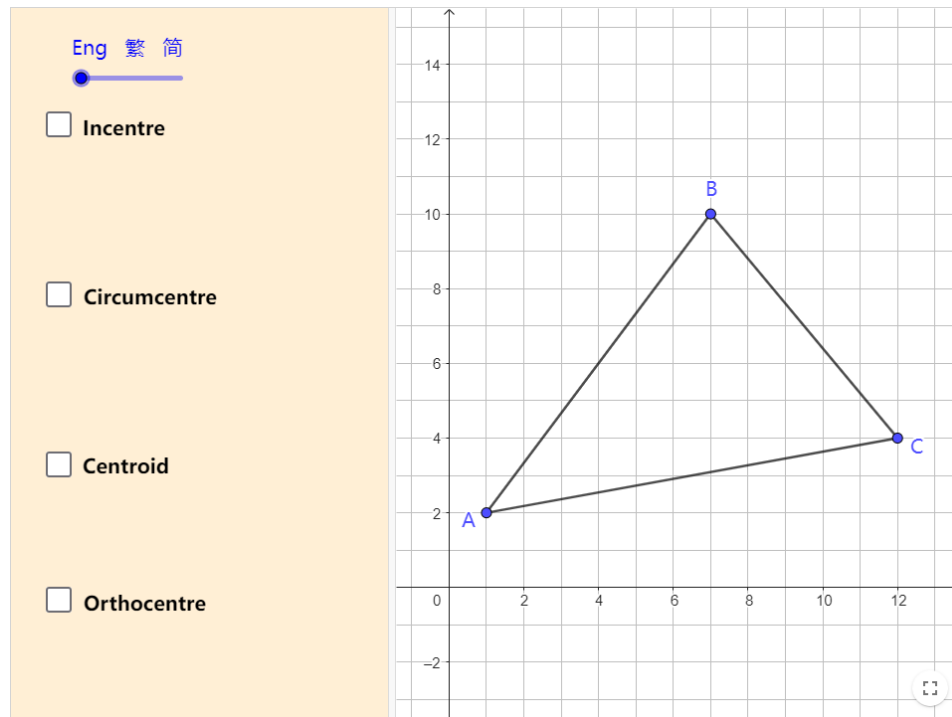 Eng 繁 简
Incentre
Circumcentre
Centroid
Orthocentre
14
12
B
10
8
6
4
C
2
A
0 2 4 6 8 10 12
–2